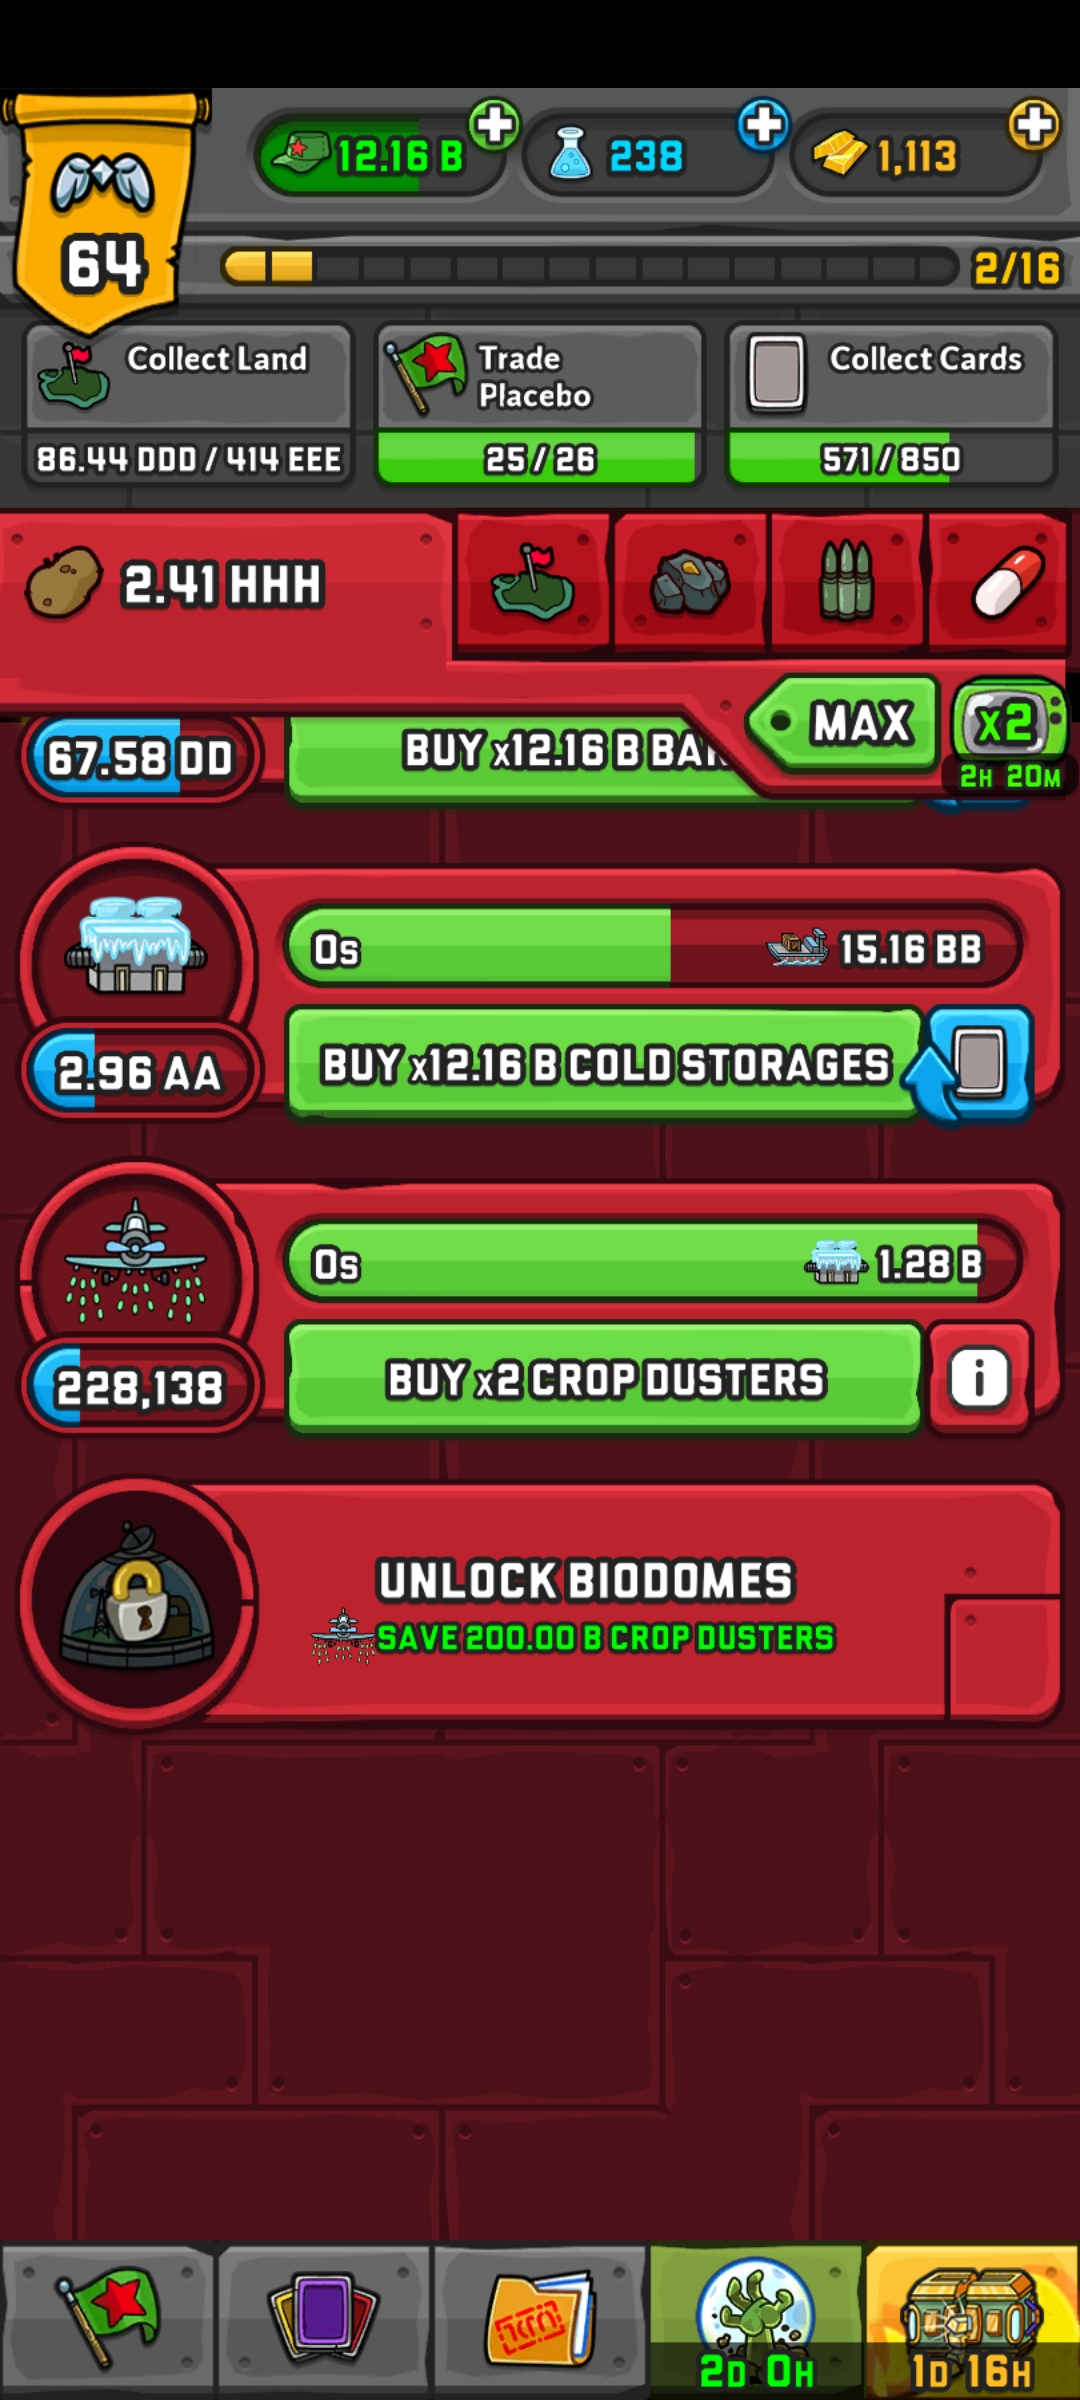 12.16 B
238
1,113
64
2/16
Collect Land
86.44 DDD / 414 EEE
Trade
Placebo
25 / 26
Collect Cards
571 / 850
2.41 HHH
MAX
x2
2H 20M
67.58 DD
BUY x12.16 B
0s
15.16 BB
2.96 AA
BUY x12.16 B COLD STORAGES
0s
1.28 B
228,138
BUY x2 CROP DUSTERS
i
UNLOCK BIODOMES
SAVE 200.00 B CROP DUSTERS
2D 0H
1D 16H